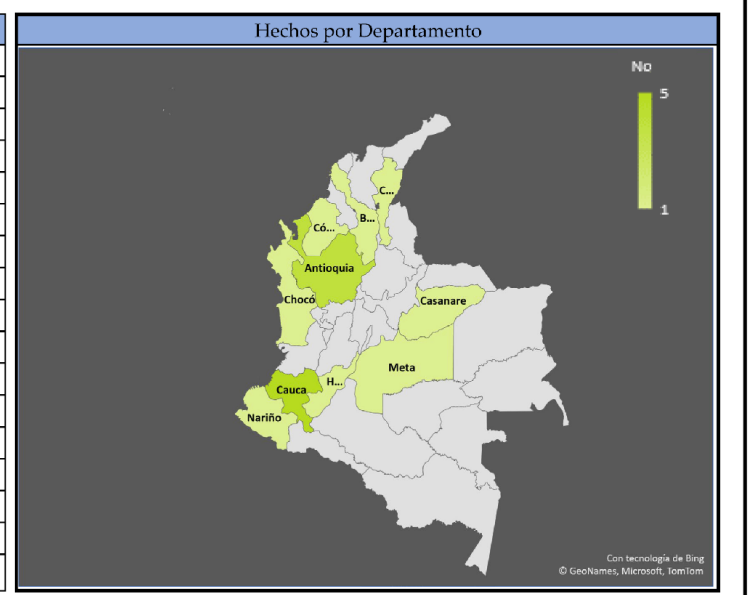 Hechos por Departamento
No
5
1
C...
B...
Có...
Antioquia
Chocó
Casanare
Meta
H...
Cauca
Nariño
Con tecnología de Bing
© GeoNames, Microsoft, TomTom